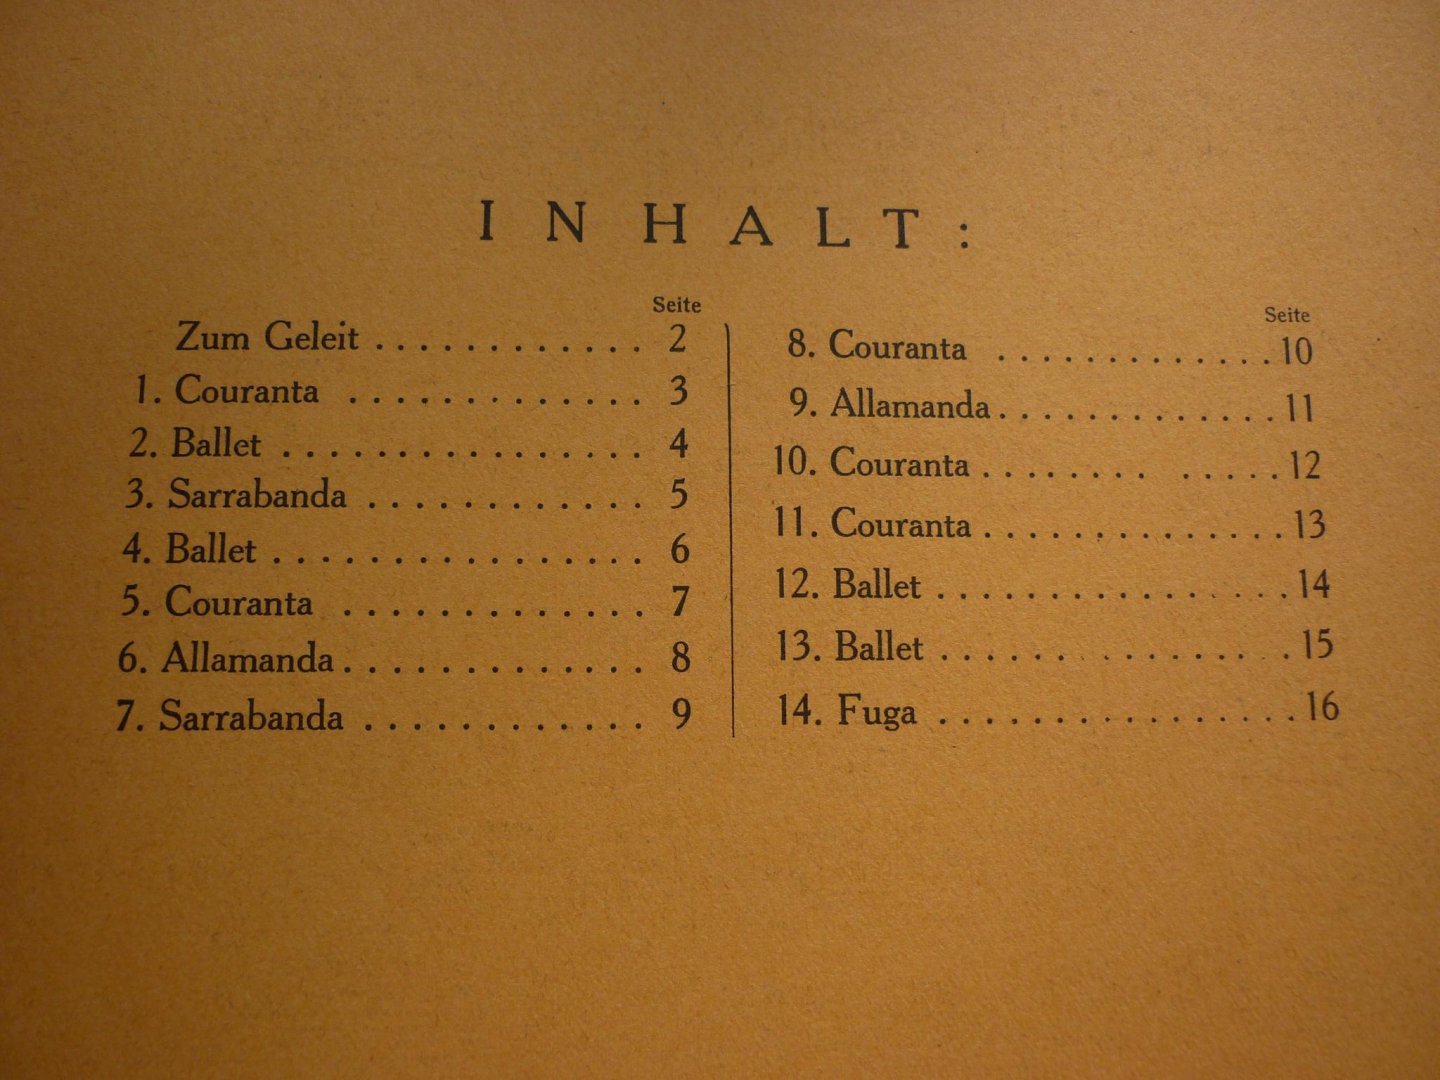 INHALT:
Seite
Zum Geleit . . . . . . . . . . . . 2
1. Couranta . . . . . . . . . . . . . 3
2. Ballet . . . . . . . . . . . . . . . . 4
3. Sarrabanda . . . . . . . . . . . . 5
4. Ballet . . . . . . . . . . . . . . . . 6
5. Couranta . . . . . . . . . . . . . 7
6. Allamanda . . . . . . . . . . . . . 8
7. Sarrabanda . . . . . . . . . . . . 9
Seite
8. Couranta . . . . . . . . . . . . . 10
9. Allamanda . . . . . . . . . . . . . 11
10. Couranta . . . . . . . . . . . . 12
11. Couranta . . . . . . . . . . . . . . 13
12. Ballet . . . . . . . . . . . . . . . . 14
13. Ballet . . . . . . . . . . . . . . . . 15
14. Fuga . . . . . . . . . . . . . . . . 16